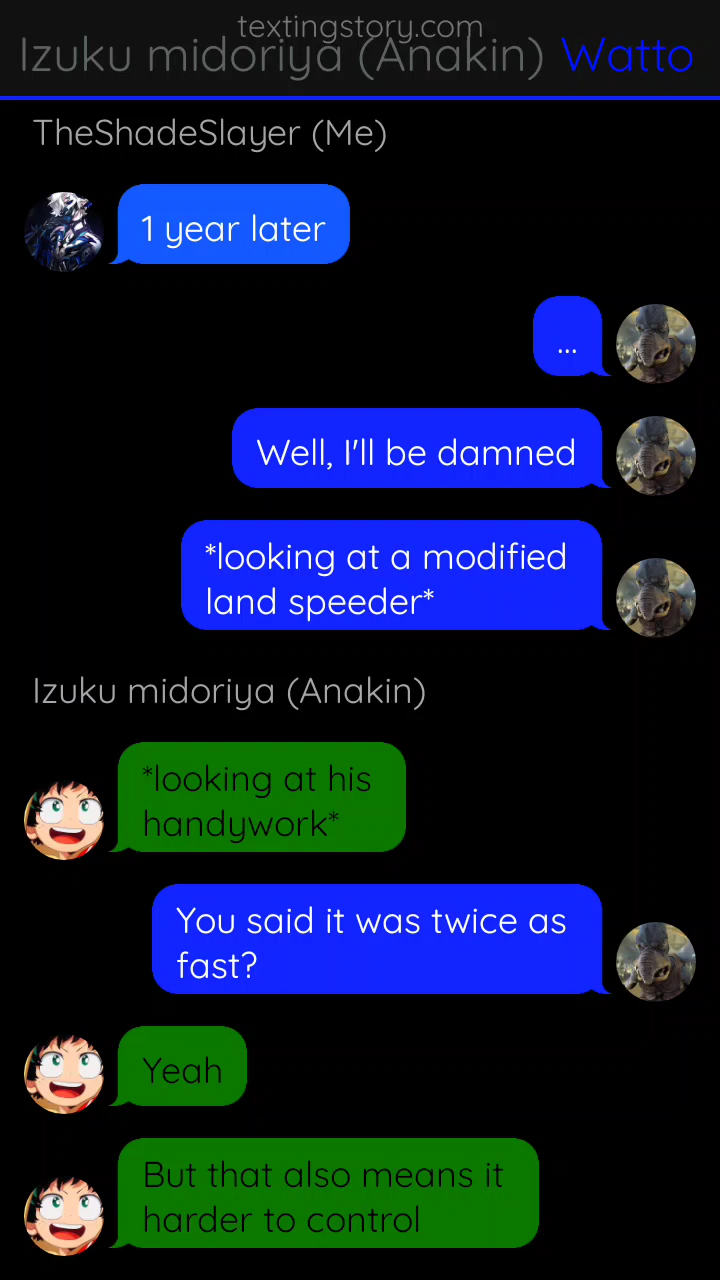 textingstory.com
Izuku midoriya (Anakin) Watto
TheShadeSlayer (Me)
1 year later
...
Well, I'll be damned
*looking at a modified
land speeder*
Izuku midoriya (Anakin)
*looking at his
handywork*
You said it was twice as
fast?
Yeah
But that also means it
harder to control